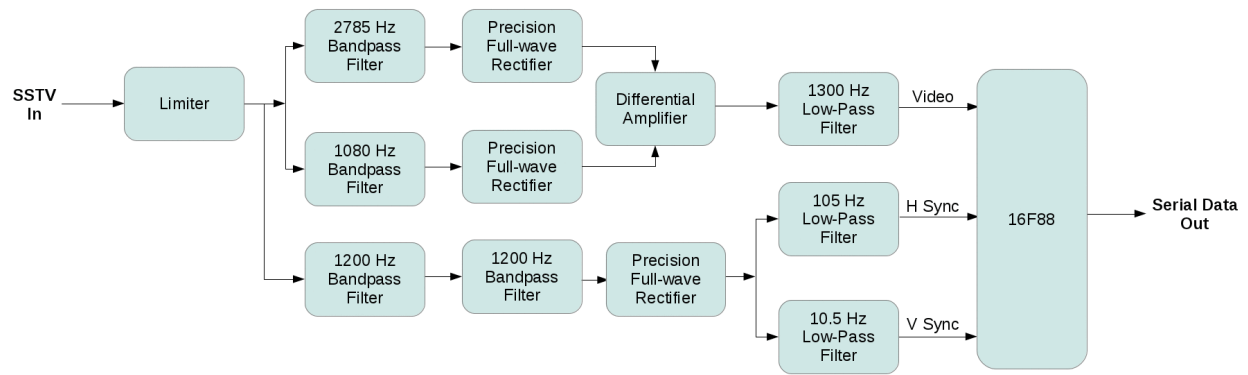 SSTV
In
Limiter
2785 Hz
Bandpass
Filter
Precision
Full-wave
Rectifier
1080 Hz
Bandpass
Filter
Precision
Full-wave
Rectifier
Differential
Amplifier
1300 Hz
Low-Pass
Filter
Video
1200 Hz
Bandpass
Filter
1200 Hz
Bandpass
Filter
Precision
Full-wave
Rectifier
105 Hz
Low-Pass
Filter
H Sync
10.5 Hz
Low-Pass
Filter
V Sync
16F88
Serial Data
Out